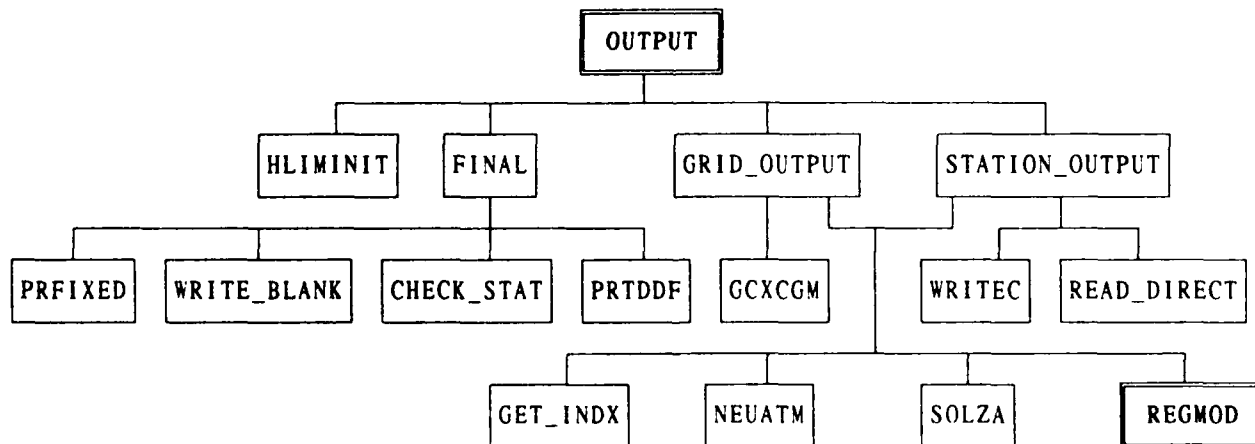 OUTPUT
HLIMINIT FINAL GRID_OUTPUT STATION_OUTPUT
PRFIXED WRITE_BLANK CHECK_STAT PRTDDF GCXCGM WRITEC READ_DIRECT
GET_INDX NEUATM SOLZA REGMOD